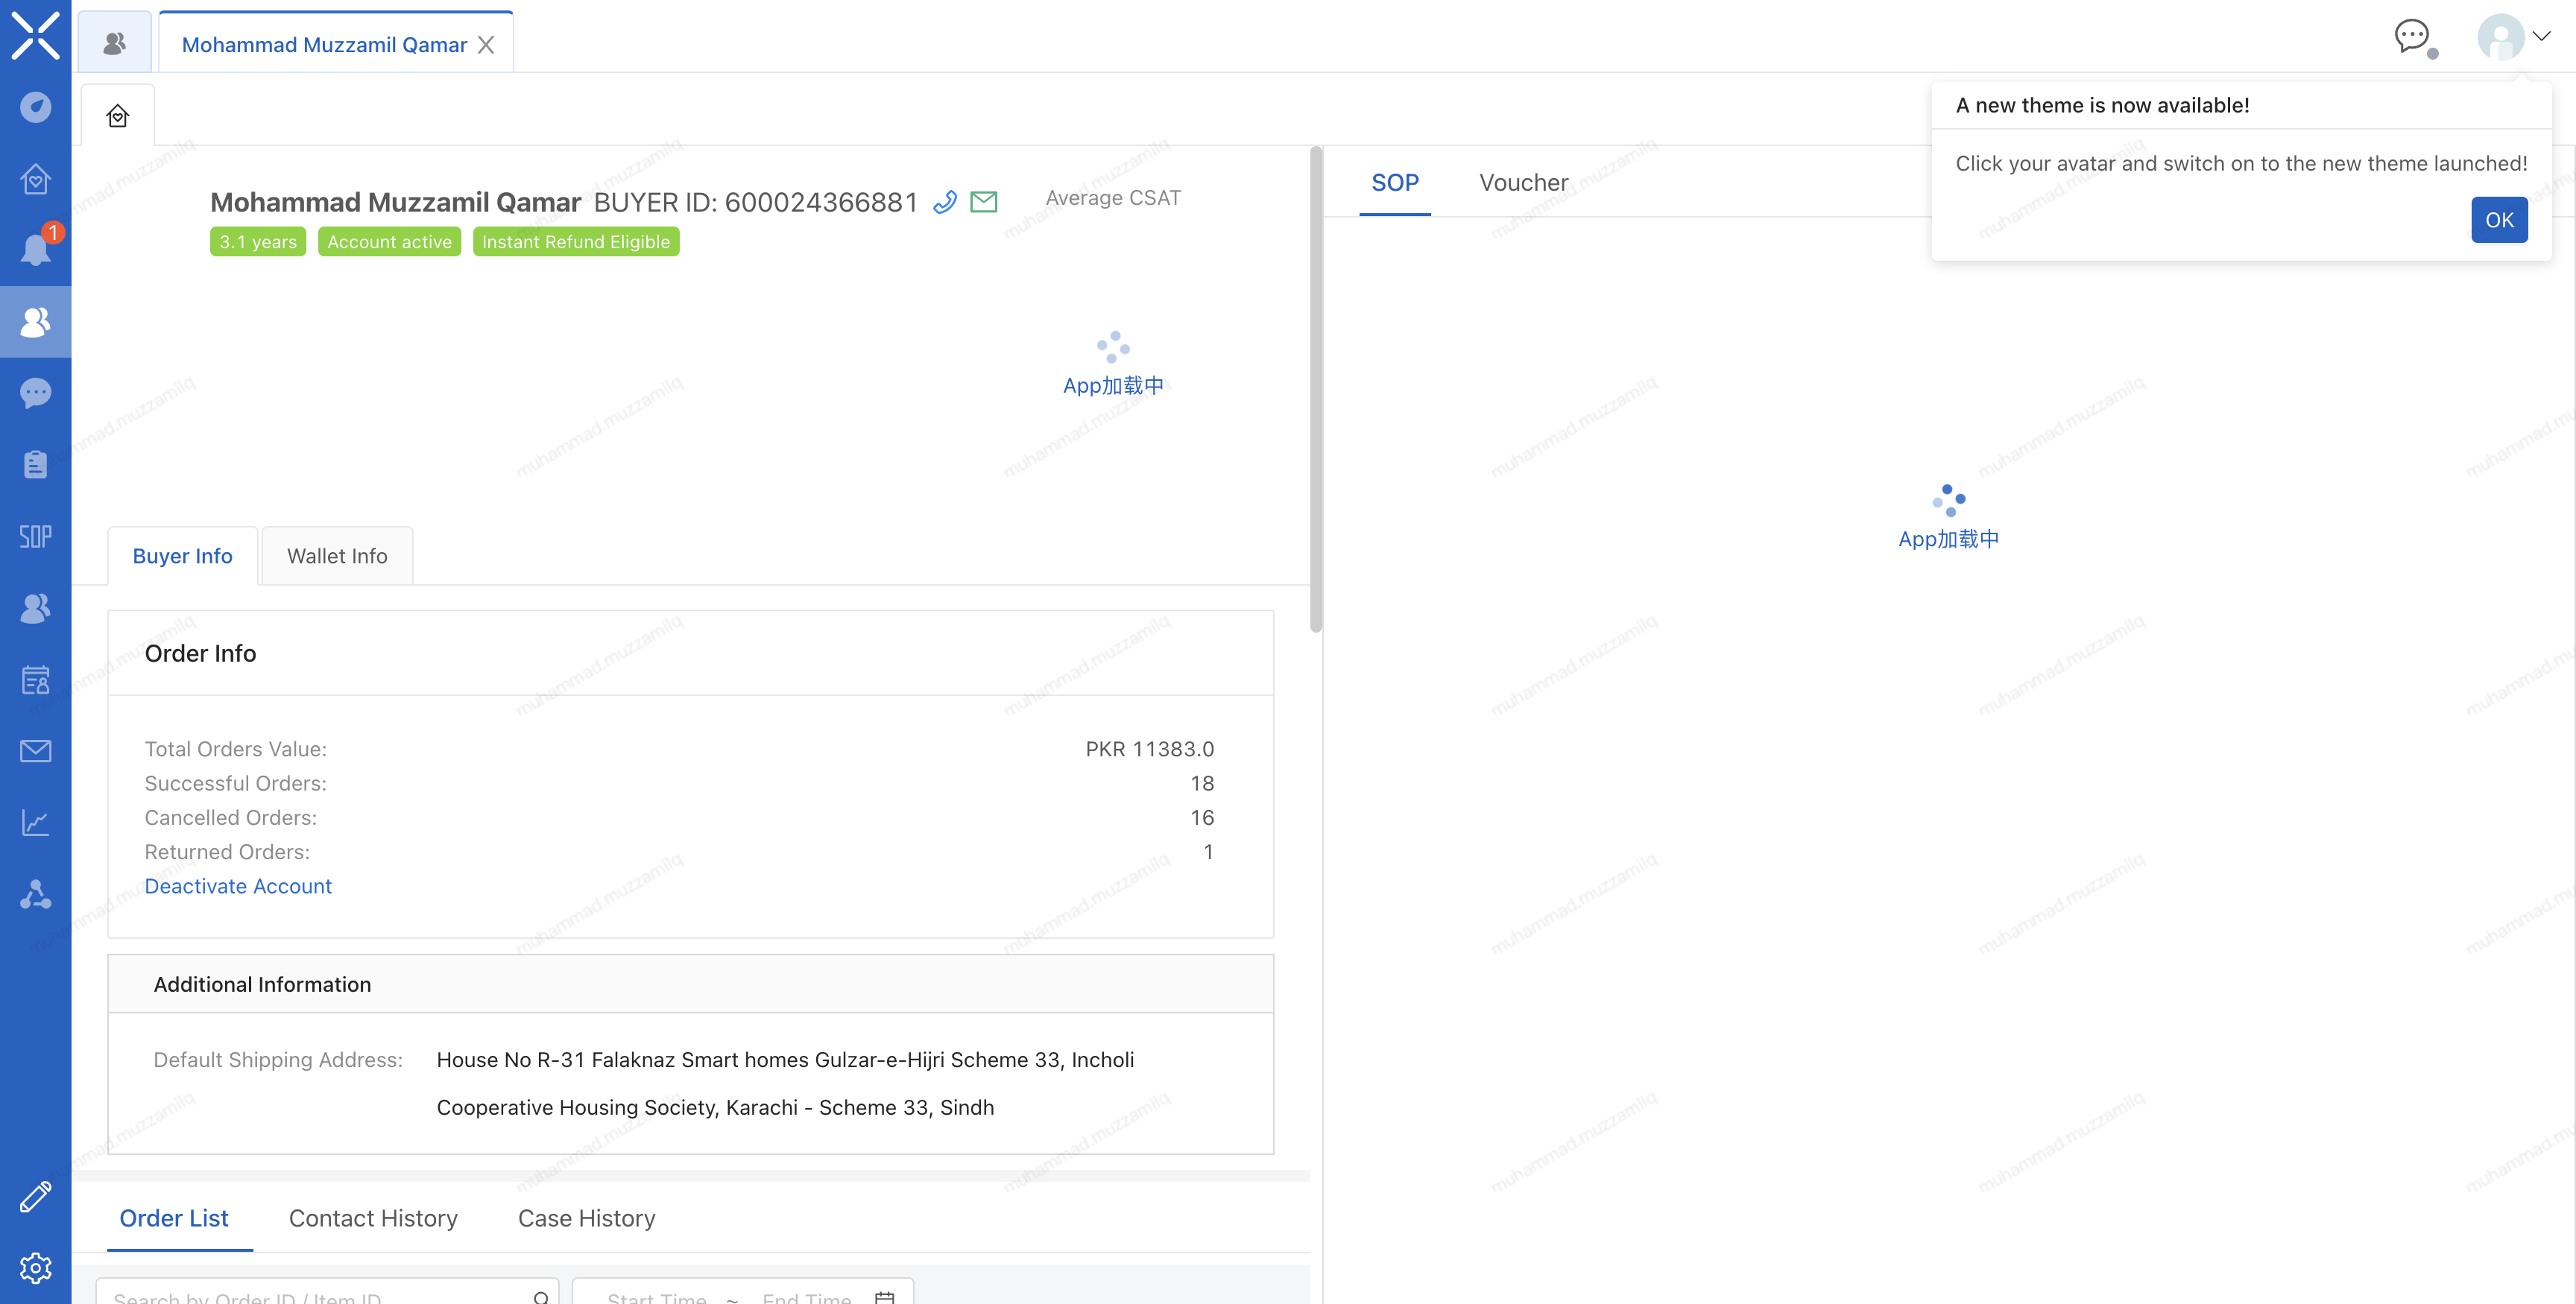 Mohammad Muzzamil Qamar
A new theme is now available!
Click your avatar and switch on to the new theme launched!
OK
1
Mohammad Muzzamil Qamar BUYER ID: 600024366881
Average CSAT
3.1 years Account active Instant Refund Eligible
App加载中
SOP Voucher
App加载中
SOP
Buyer Info Wallet Info
Order Info
Total Orders Value: PKR 11383.0
Successful Orders: 18
Cancelled Orders: 16
Returned Orders: 1
Deactivate Account
Additional Information
Default Shipping Address: House No R-31 Falaknaz Smart homes Gulzar-e-Hijri Scheme 33, Incholi
Cooperative Housing Society, Karachi - Scheme 33, Sindh
Order List Contact History Case History
Search by Order ID / Item ID Start Time ~ End Time
muhammad.muzzamilq